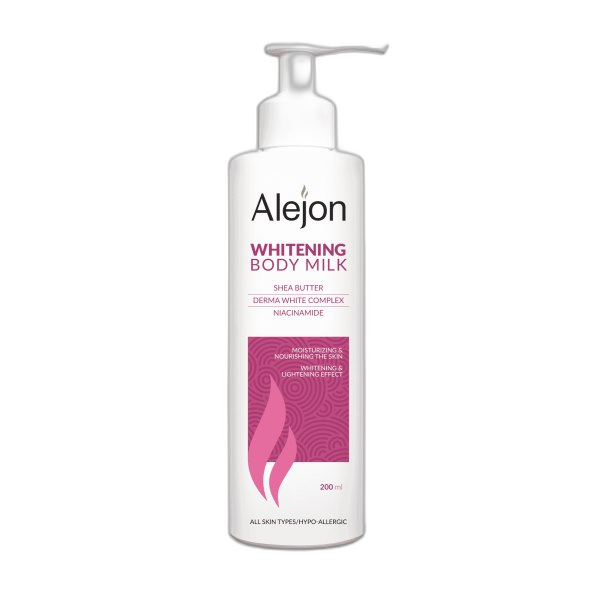 Alejon
WHITENING
BODY MILK
SHEA BUTTER
DERMA WHITE COMPLEX
NIACINAMIDE
MOISTURIZING &
NOURISHING THE SKIN
WHITENING &
LIGHTENING EFFECT
200 ml
ALL SKIN TYPES/HYPO-ALLERGIC